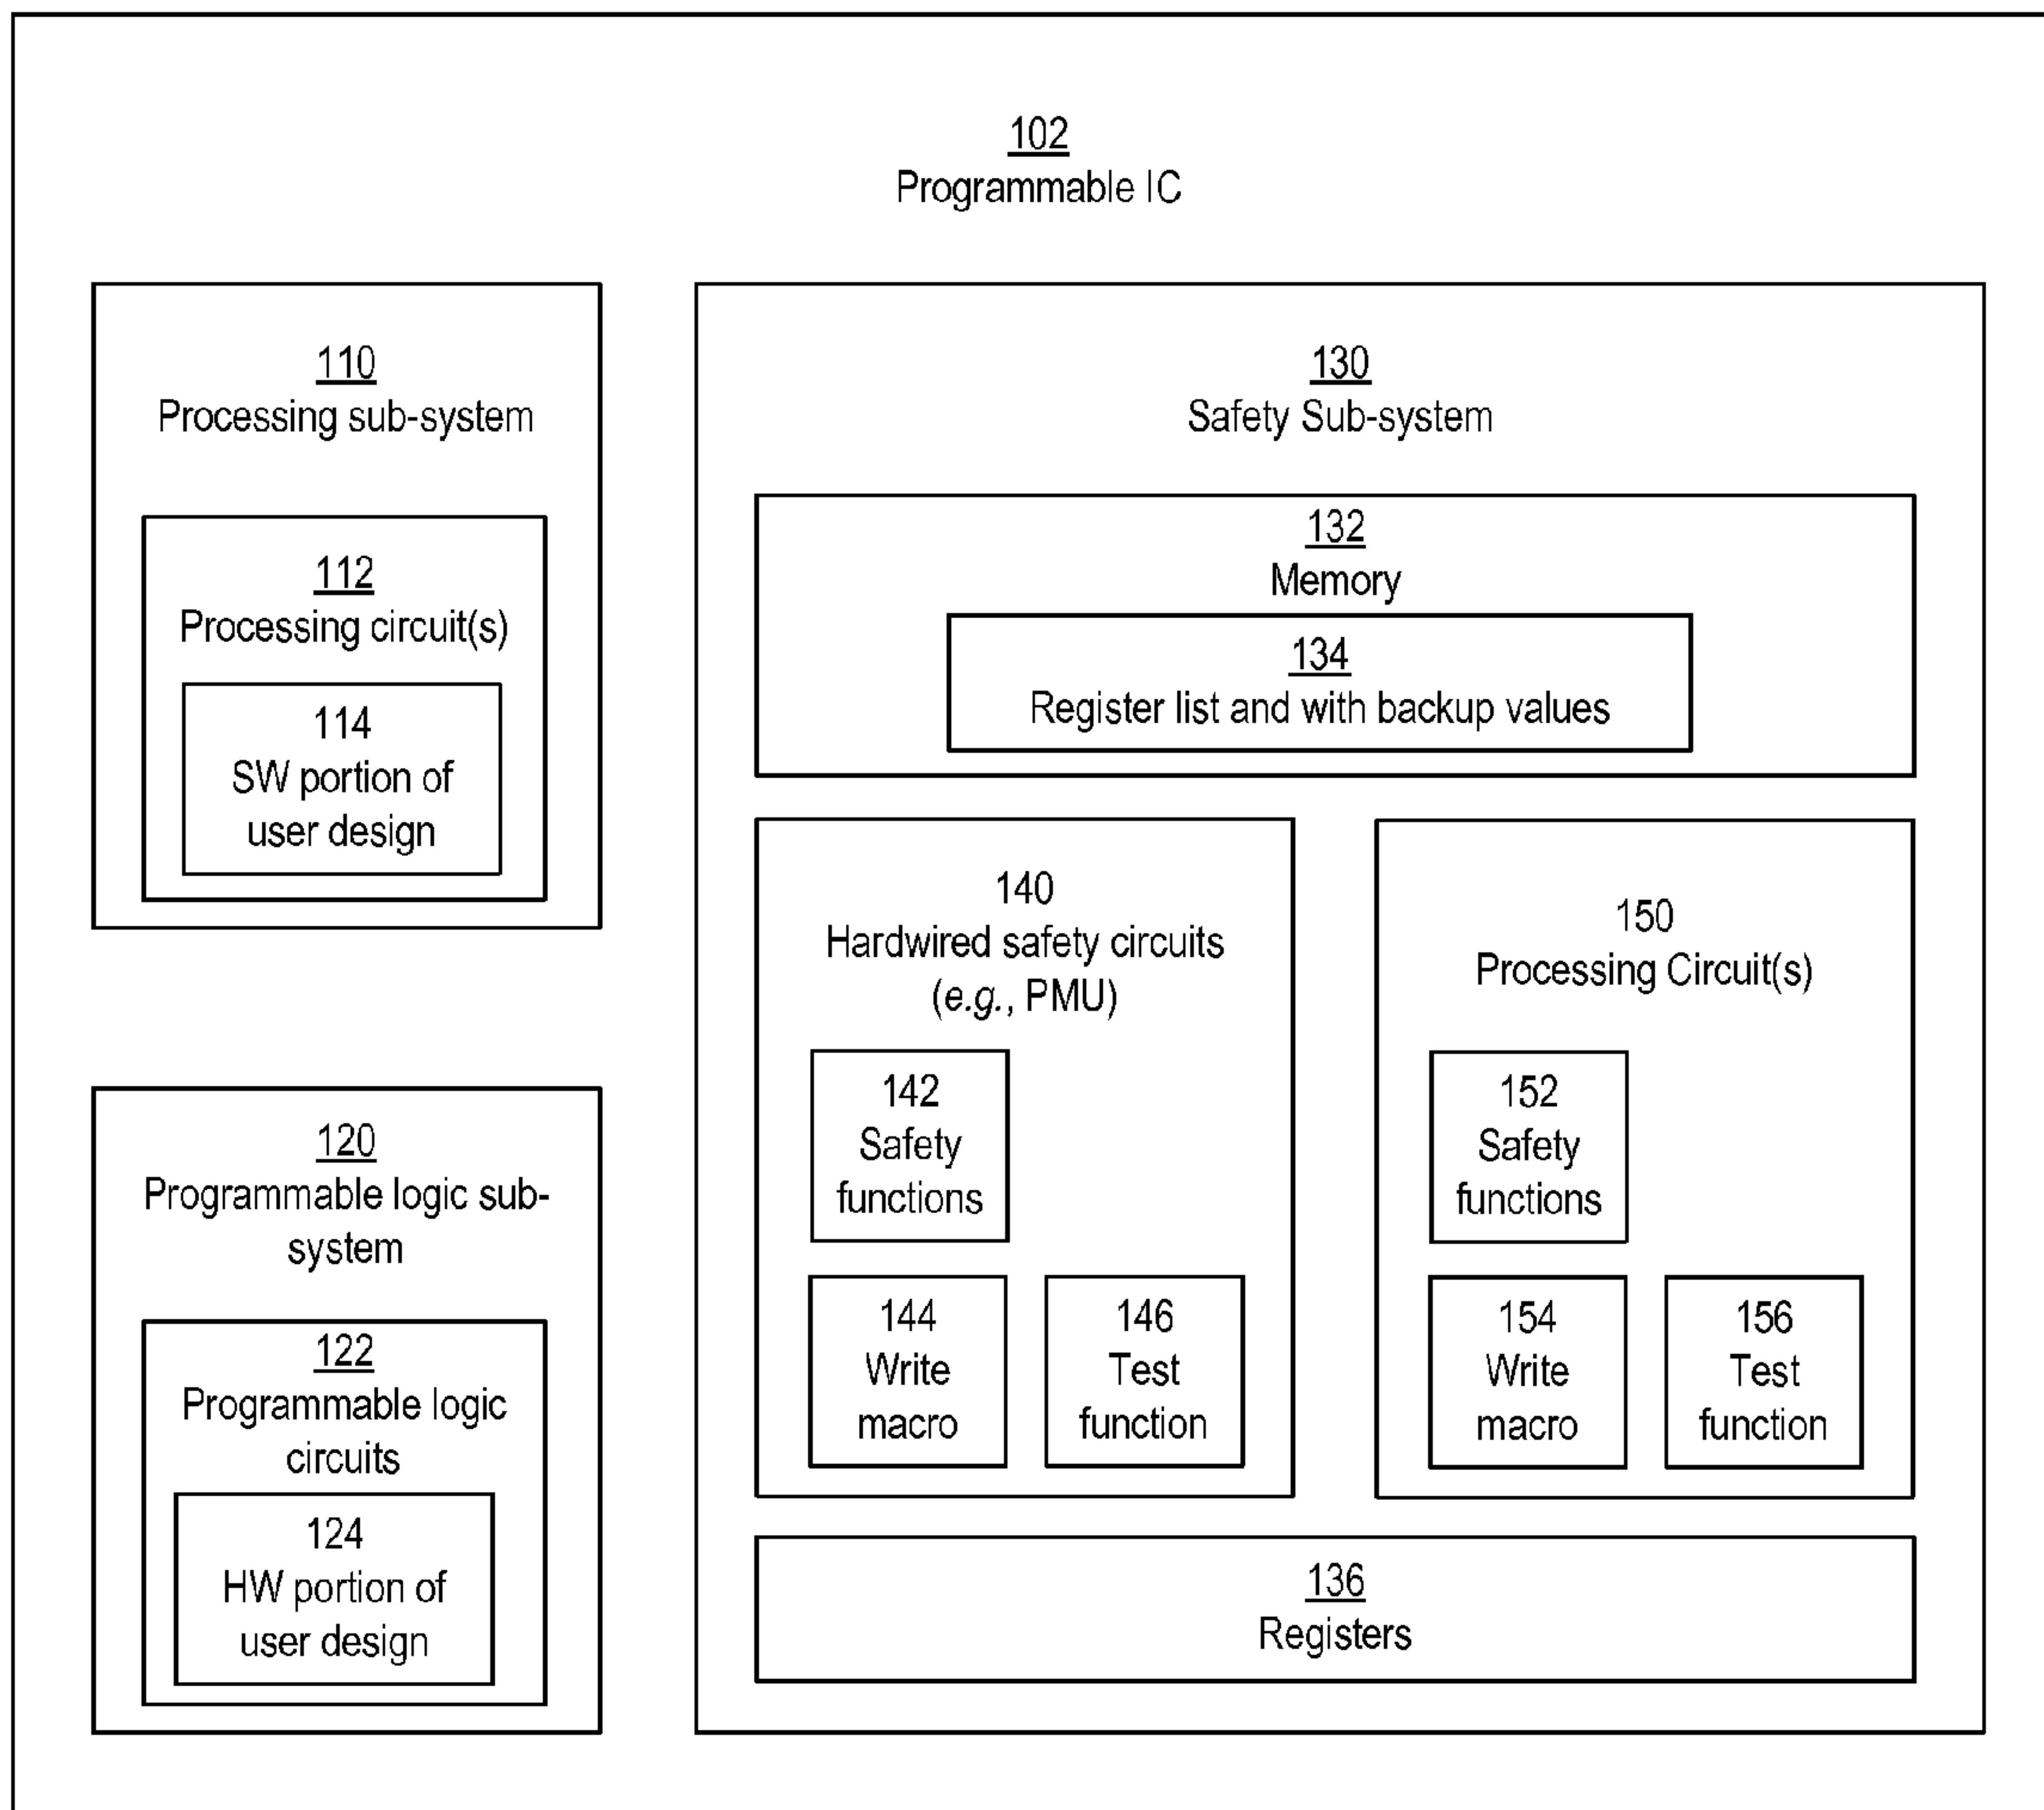 102
Programmable IC
110
Processing sub-system
112
Processing circuit(s)
114
SW portion of
user design
120
Programmable logic sub-
system
122
Programmable logic
circuits
124
HW portion of
user design
130
Safety Sub-system
132
Memory
134
Register list and with backup values
140
Hardwired safety circuits
(e.g., PMU)
142
Safety
functions
144
Write
macro
146
Test
function
150
Processing Circuit(s)
152
Safety
functions
154
Write
macro
156
Test
function
136
Registers